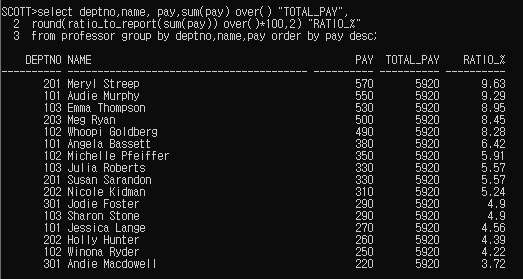 SCOTT>select deptno,name, pay,sum(pay) over() "TOTAL_PAY",
2 round(ratio_to_report(sum(pay)) over()*100,2) "RATIO_%"
3 from professor group by deptno,name,pay order by pay desc;
DEPTNO NAME PAY TOTAL_PAY RATIO_%
---------- ---------------------------------------- ---------- ---------- ----------
201 Meryl Streep 570 5920 9.63
101 Audie Murphy 550 5920 9.29
103 Emma Thompson 530 5920 8.95
203 Meg Ryan 500 5920 8.45
102 Whoopi Goldberg 490 5920 8.28
101 Angela Bassett 380 5920 6.42
102 Michelle Pfeiffer 350 5920 5.91
103 Julia Roberts 330 5920 5.57
201 Susan Sarandon 330 5920 5.57
202 Nicole Kidman 310 5920 5.24
301 Jodie Foster 290 5920 4.9
103 Sharon Stone 290 5920 4.9
101 Jessica Lange 270 5920 4.56
202 Holly Hunter 260 5920 4.39
102 Winona Ryder 250 5920 4.22
301 Andie Macdowell 220 5920 3.72